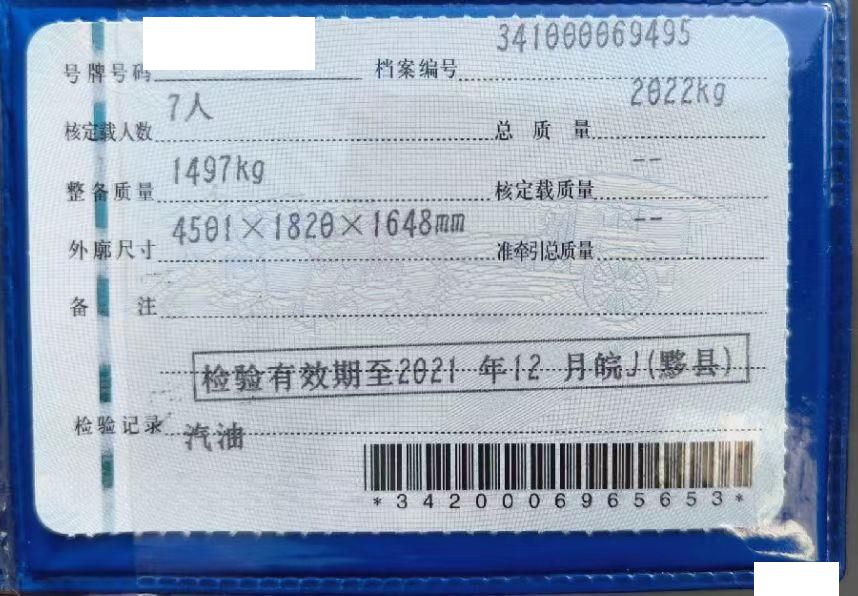 号牌号码 档案编号 341000069495
核定载人数 7人 总质量 2022kg
整备质量 1497kg 核定载质量 --
外廓尺寸 4501×1820×1648mm 准牵引总质量 --
备注
检验有效期至2021年12月皖J(黟县)
检验记录 汽油
*3420006965653*